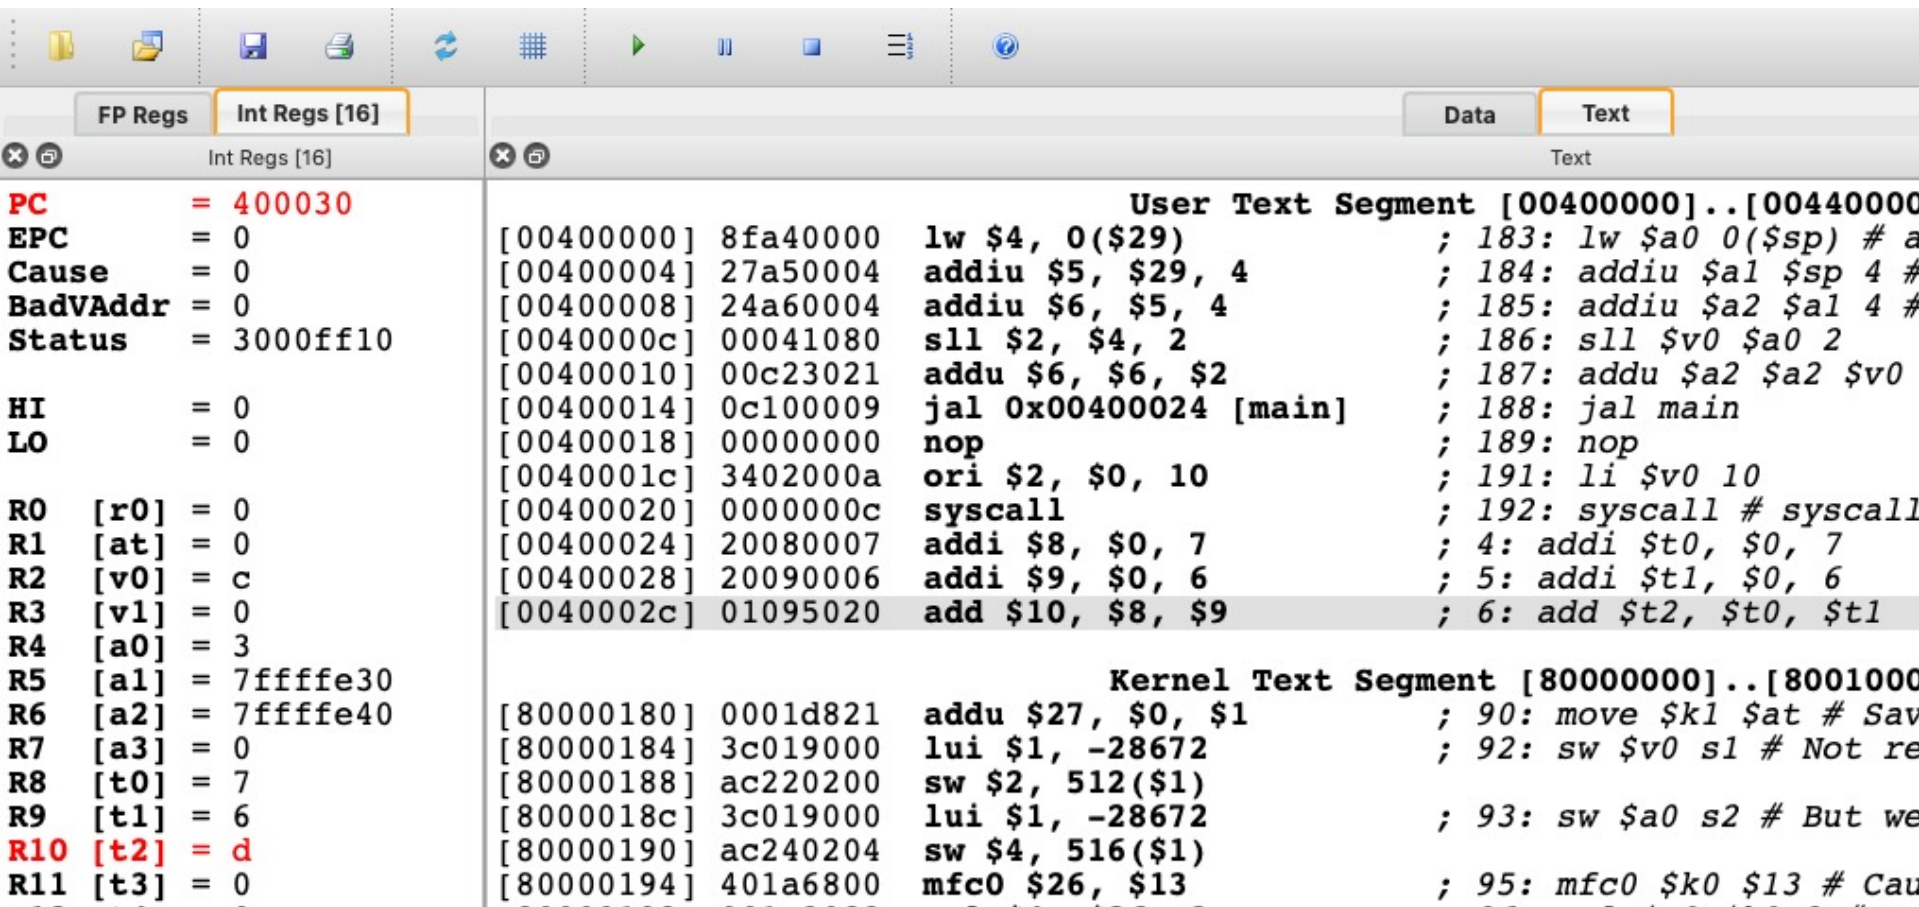 FP Regs
Int Regs [16]
Data
Text
Int Regs [16]
Text
PC = 400030
EPC = 0
Cause = 0
BadVAddr = 0
Status = 3000ff10
HI = 0
LO = 0
R0 [r0] = 0
R1 [at] = 0
R2 [v0] = c
R3 [v1] = 0
R4 [a0] = 3
R5 [a1] = 7ffffe30
R6 [a2] = 7ffffe40
R7 [a3] = 0
R8 [t0] = 7
R9 [t1] = 6
R10 [t2] = d
R11 [t3] = 0
User Text Segment [00400000]..[00440000
[00400000] 8fa40000 lw $4, 0($29) ; 183: lw $a0 0($sp) # a
[00400004] 27a50004 addiu $5, $29, 4 ; 184: addiu $a1 $sp 4 #
[00400008] 24a60004 addiu $6, $5, 4 ; 185: addiu $a2 $a1 4 #
[0040000c] 00041080 sll $2, $4, 2 ; 186: sll $v0 $a0 2
[00400010] 00c23021 addu $6, $6, $2 ; 187: addu $a2 $a2 $v0
[00400014] 0c100009 jal 0x00400024 [main] ; 188: jal main
[00400018] 00000000 nop ; 189: nop
[0040001c] 3402000a ori $2, $0, 10 ; 191: li $v0 10
[00400020] 0000000c syscall ; 192: syscall # syscall
[00400024] 20080007 addi $8, $0, 7 ; 4: addi $t0, $0, 7
[00400028] 20090006 addi $9, $0, 6 ; 5: addi $t1, $0, 6
[0040002c] 01095020 add $10, $8, $9 ; 6: add $t2, $t0, $t1
Kernel Text Segment [80000000]..[8001000
[80000180] 0001d821 addu $27, $0, $1 ; 90: move $k1 $at # Sav
[80000184] 3c019000 lui $1, -28672 ; 92: sw $v0 s1 # Not re
[80000188] ac220200 sw $2, 512($1)
[8000018c] 3c019000 lui $1, -28672 ; 93: sw $a0 s2 # But we
[80000190] ac240204 sw $4, 516($1)
[80000194] 401a6800 mfc0 $26, $13 ; 95: mfc0 $k0 $13 # Cau